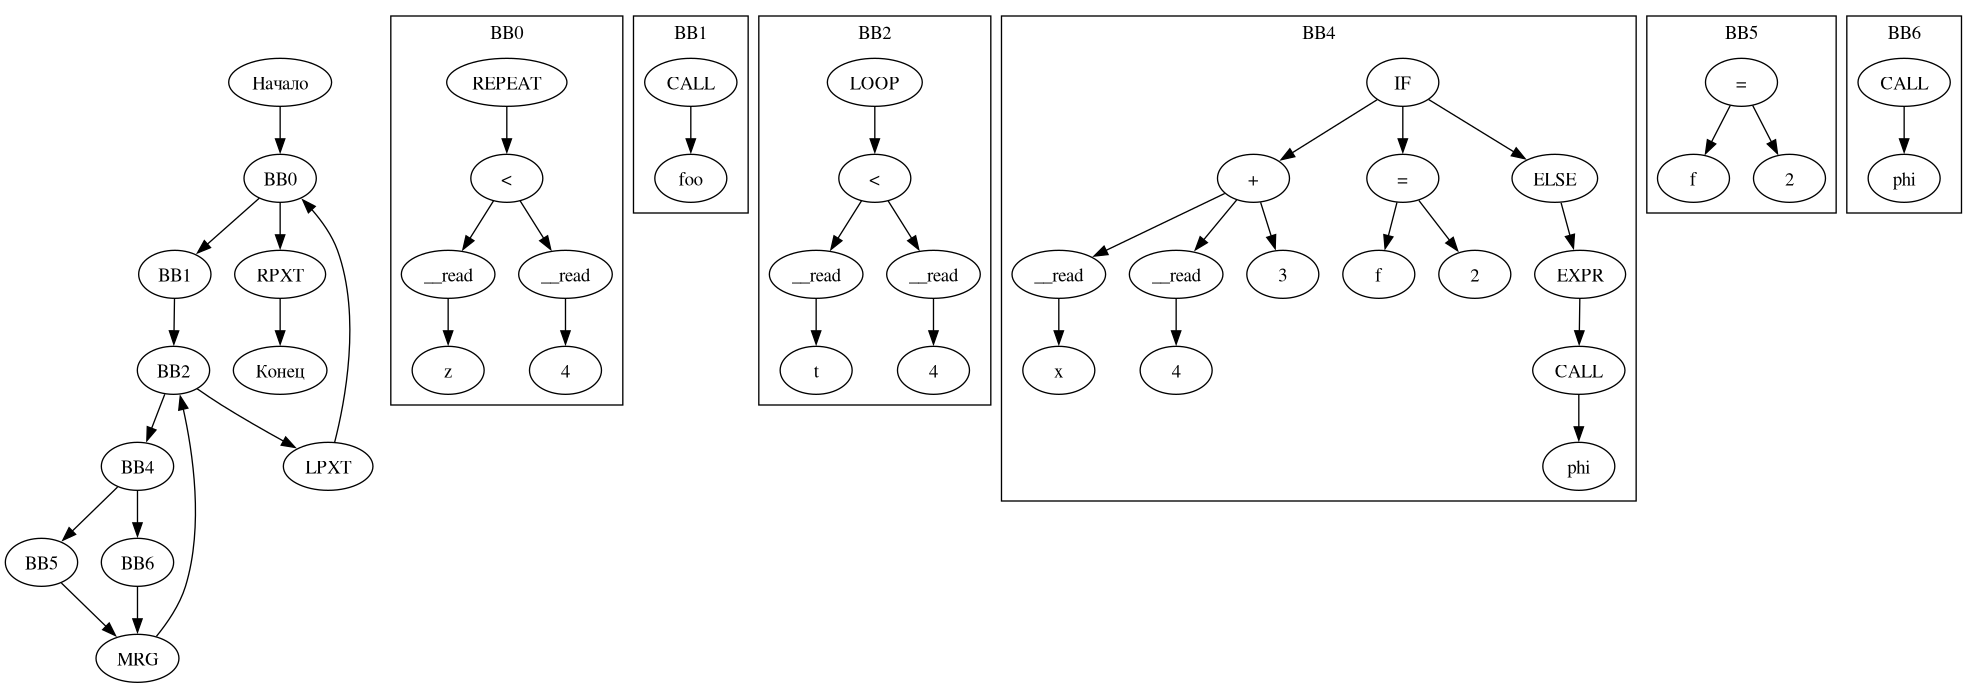 Начало
BB0
BB1
RPXT
BB2
Конец
BB4
LPXT
BB5
BB6
MRG
BB0
REPEAT
<
__read
__read
z
4
BB1
CALL
foo
BB2
LOOP
<
__read
__read
t
4
BB4
IF
+
=
ELSE
__read
__read
3
f
2
EXPR
x
4
CALL
phi
BB5
=
f
2
BB6
CALL
phi